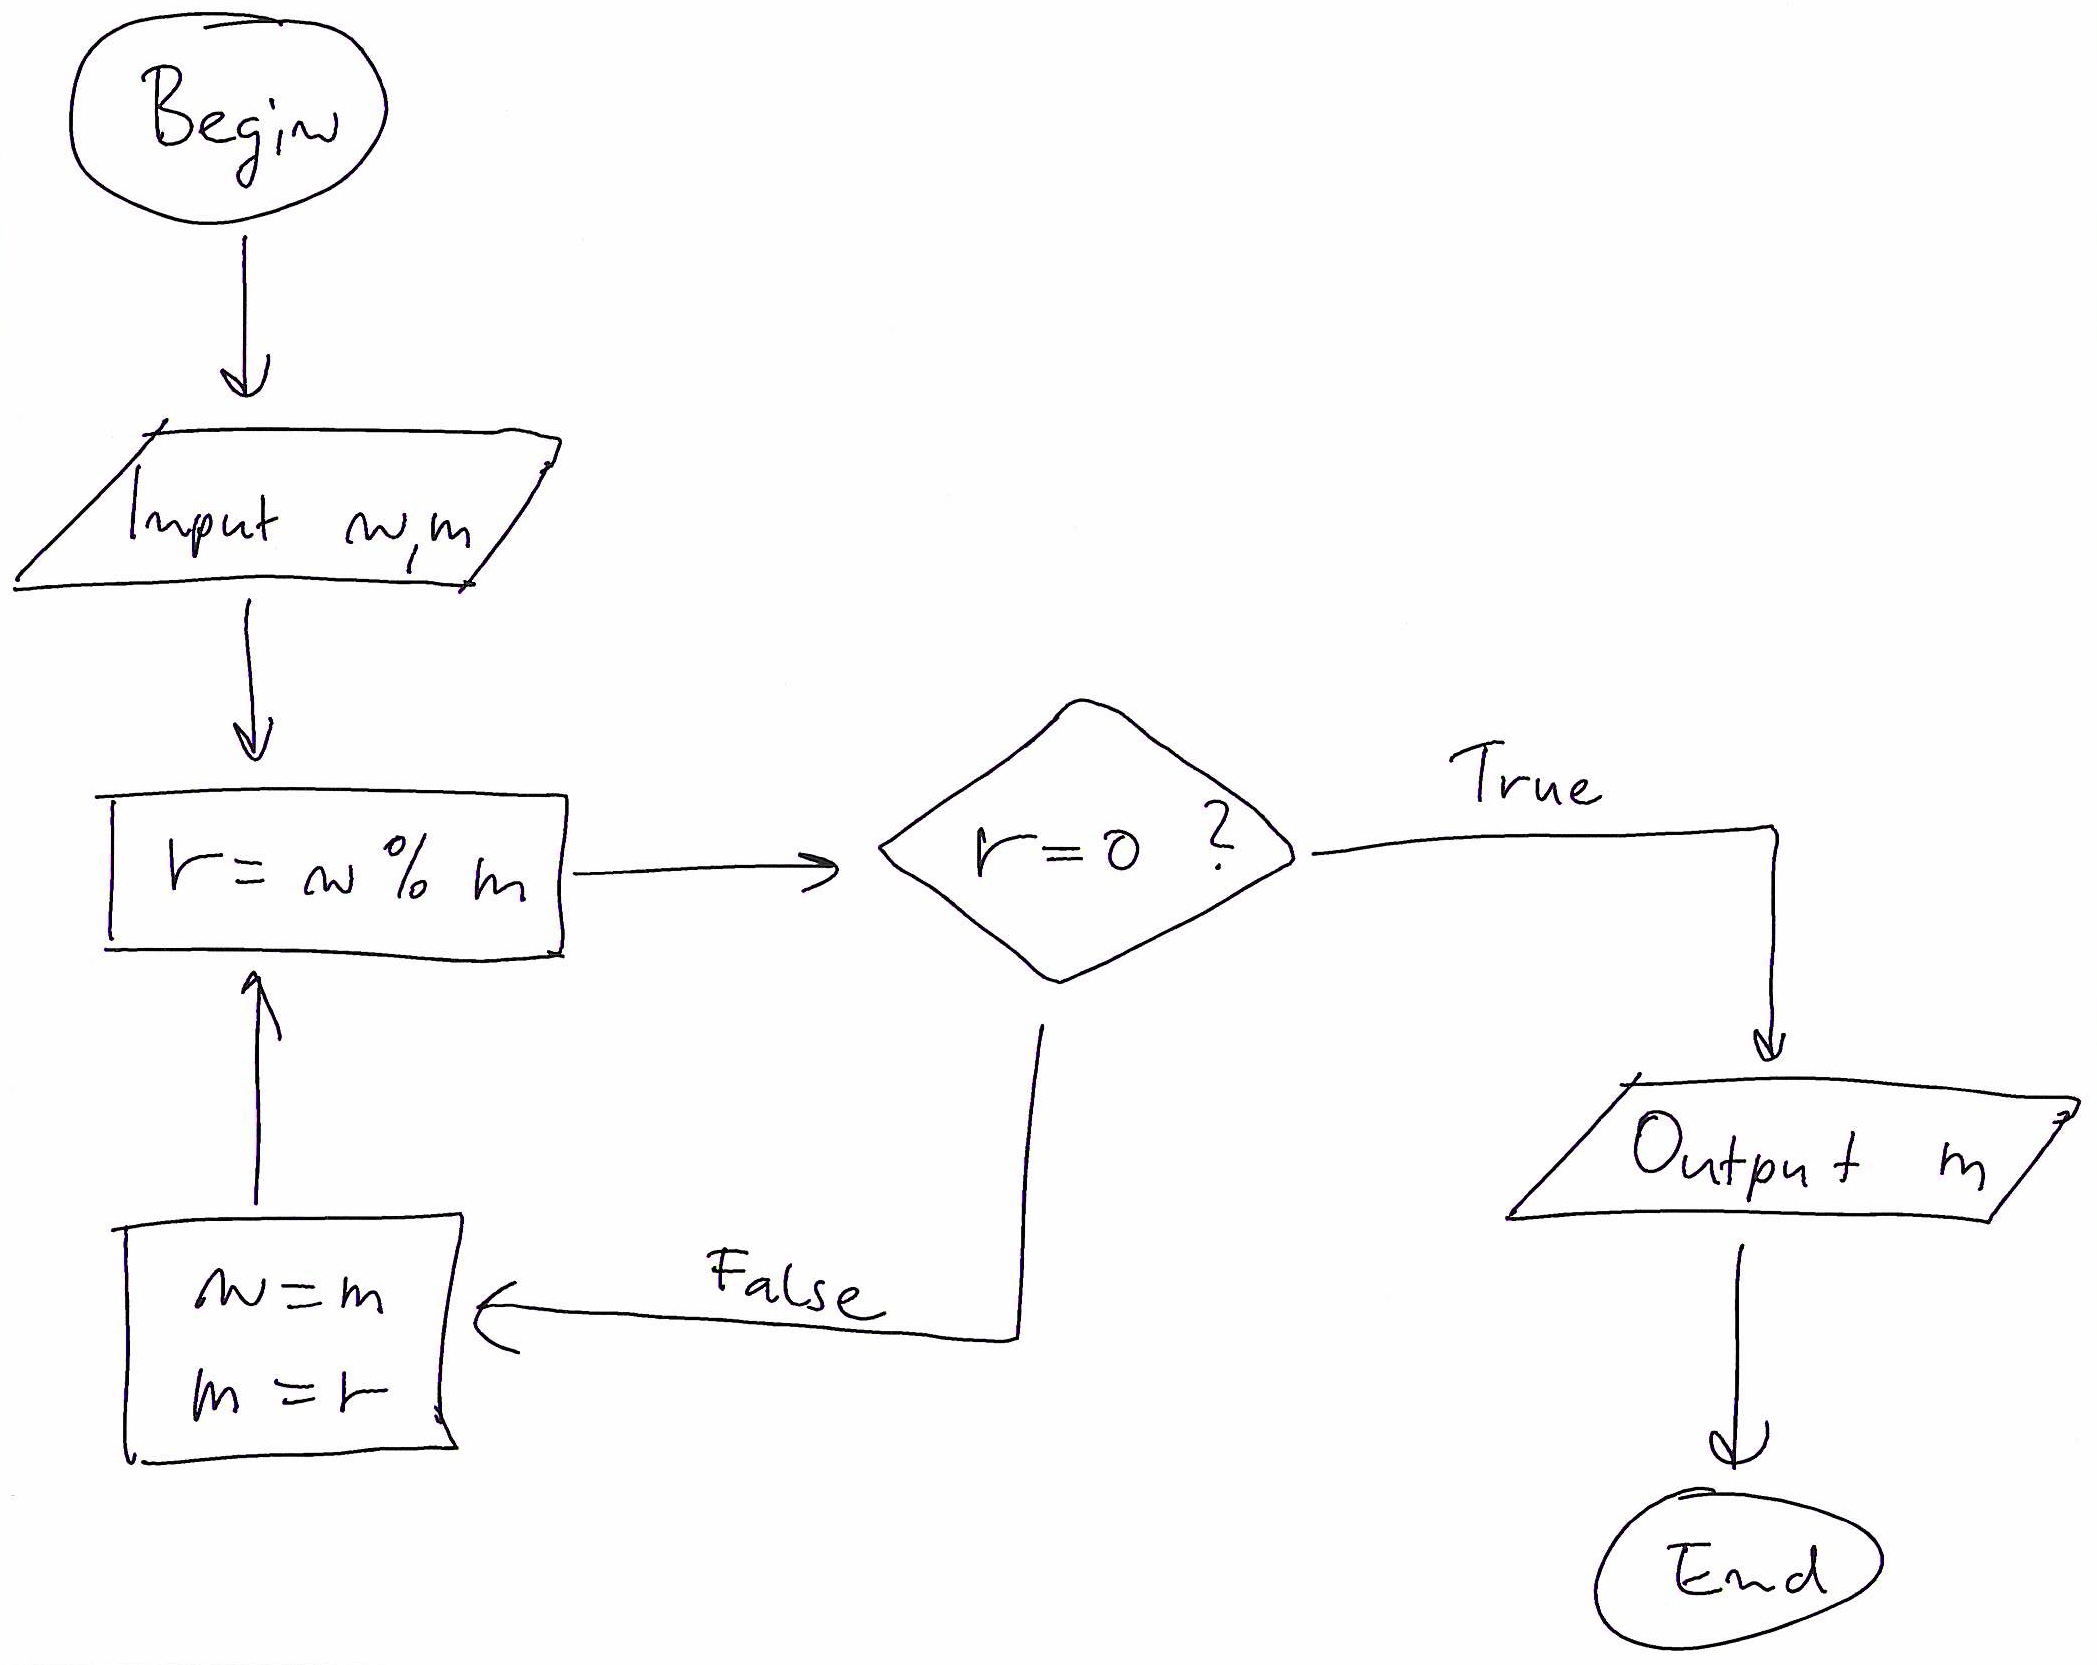 Begin
Input n,m
r = n % m
r = 0 ?
True
False
n = m
m = r
Output m
End